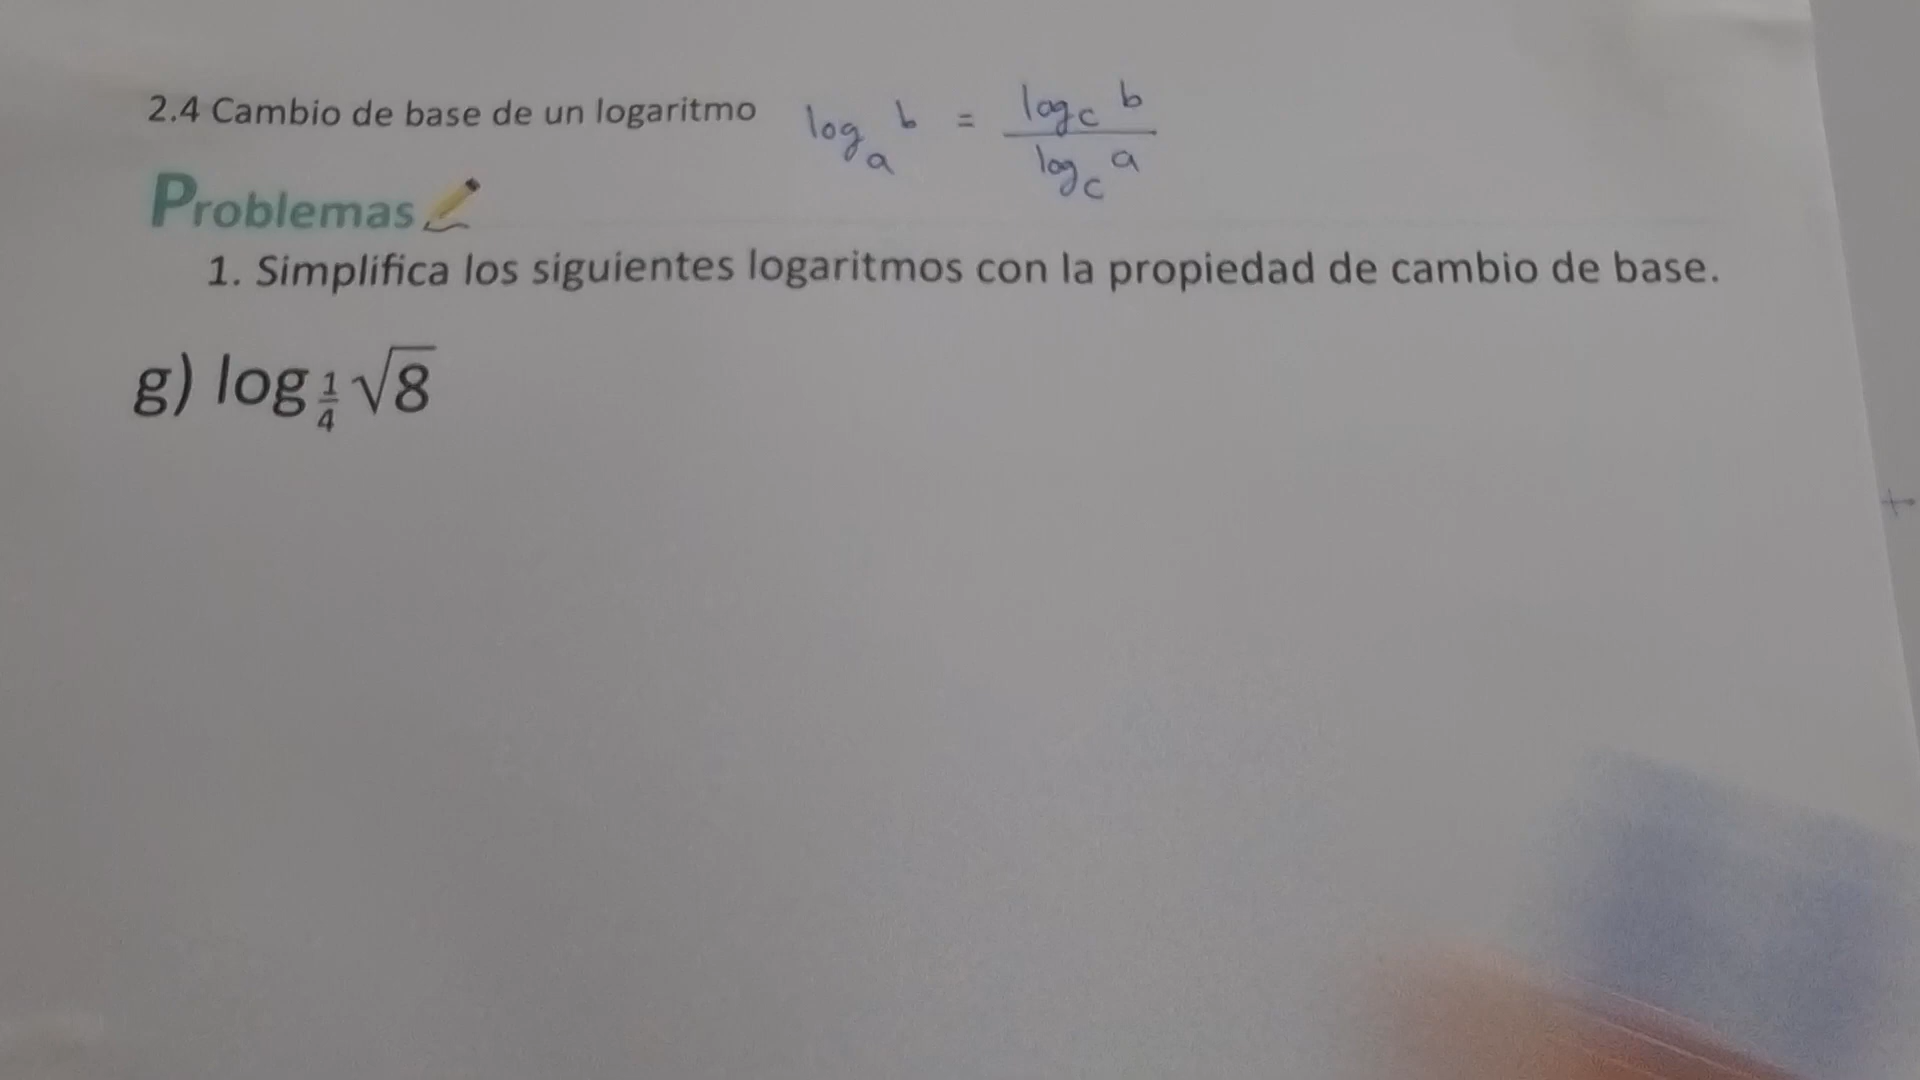 2.4 Cambio de base de un logaritmo log_a b = log_c b / log_c a
Problemas
1. Simplifica los siguientes logaritmos con la propiedad de cambio de base.
g) log_{1/4} √8